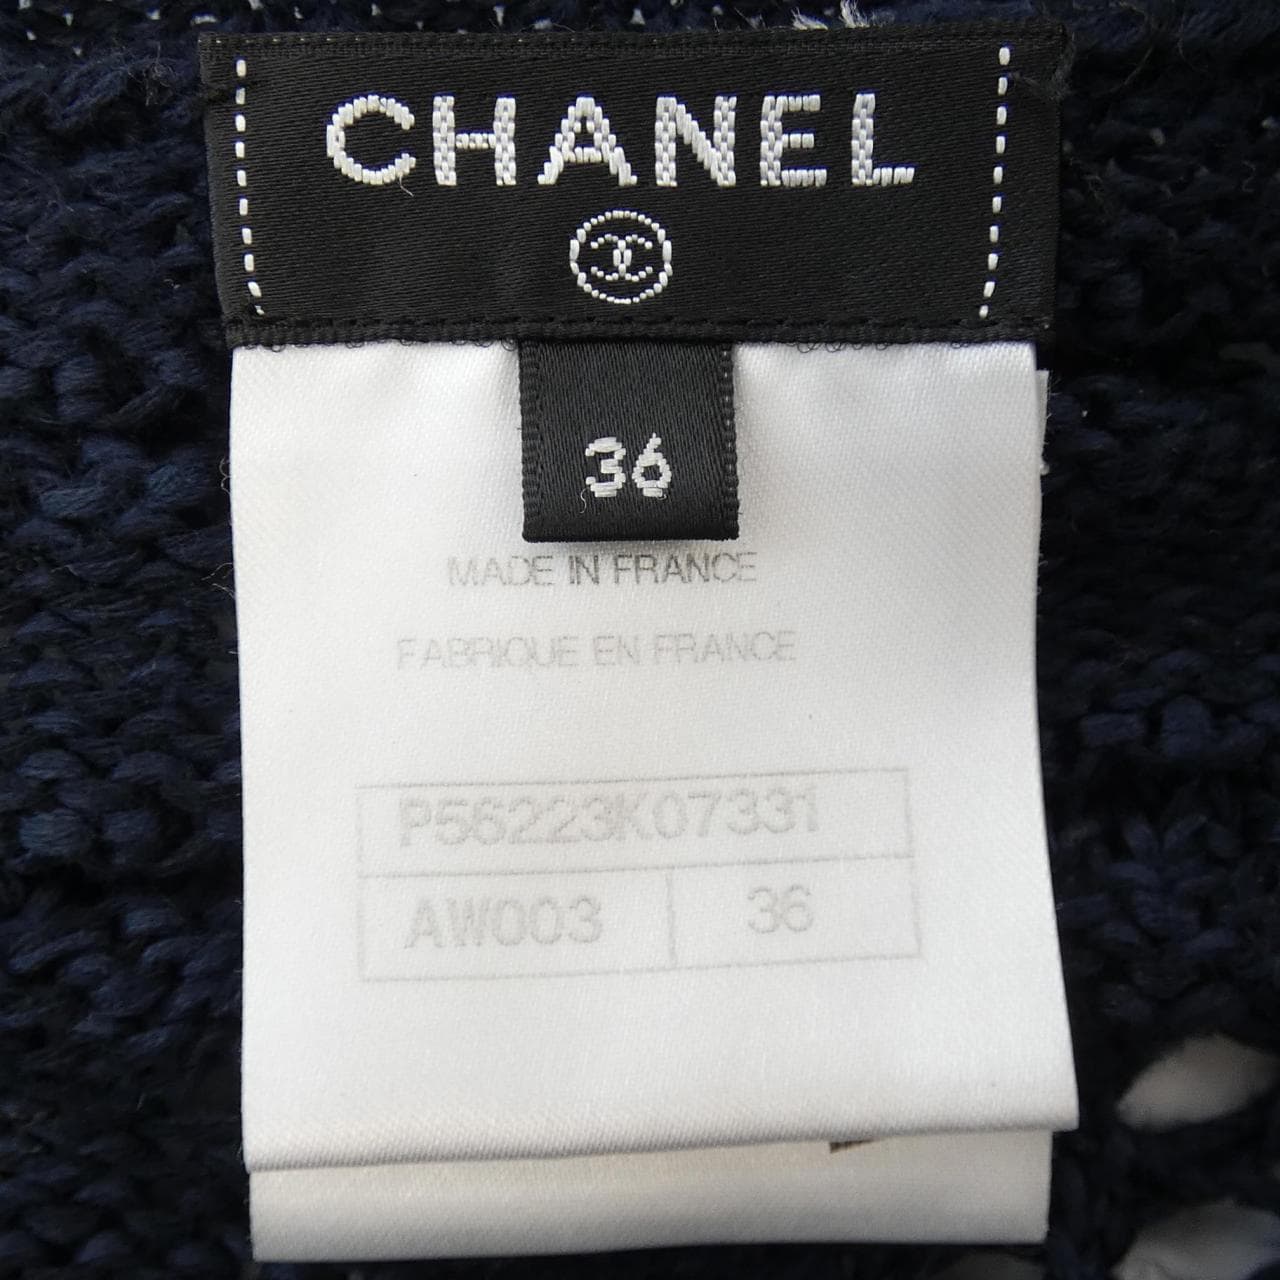 CHANEL
36
MADE IN FRANCE
FABRIQUE EN FRANCE
P56223K07331
AW003 36